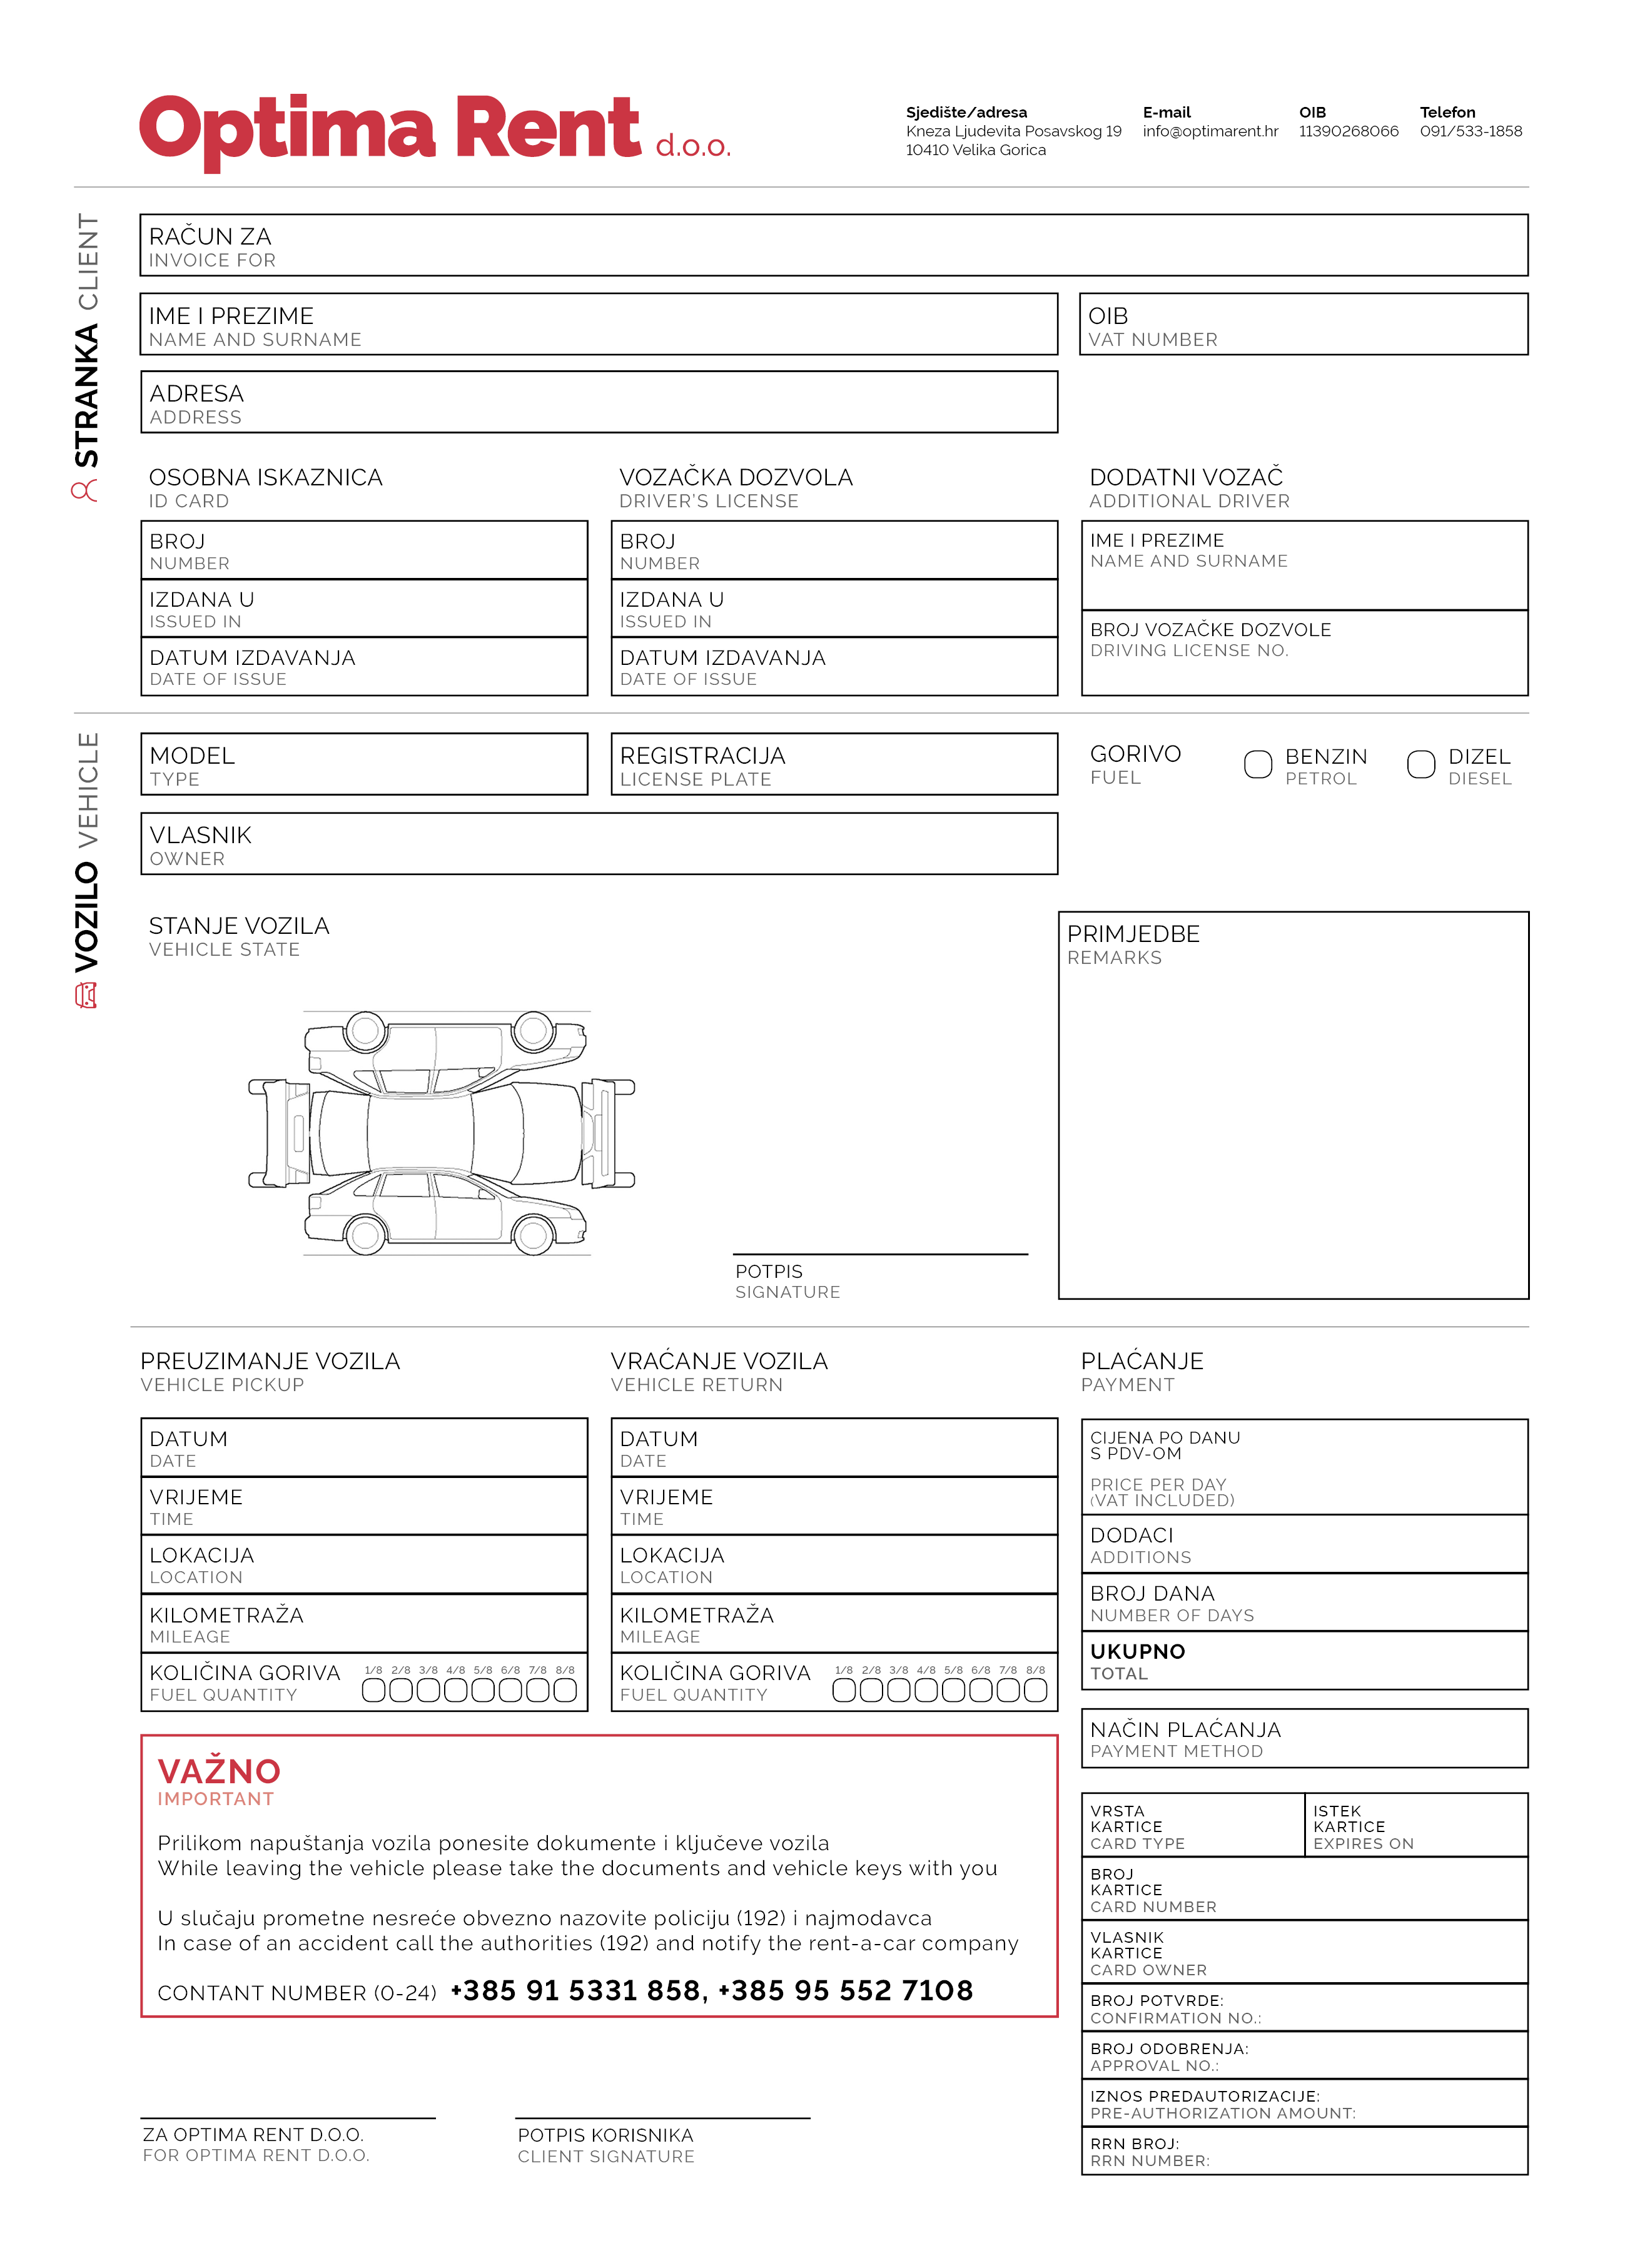 Optima Rent d.o.o.
Sjedište/adresa
Kneza Ljudevita Posavskog 19
10410 Velika Gorica
E-mail
info@optimarent.hr
OIB
11390268066
Telefon
091/533-1858
STRANKA CLIENT
RAČUN ZA
INVOICE FOR
IME I PREZIME
NAME AND SURNAME
OIB
VAT NUMBER
ADRESA
ADDRESS
OSOBNA ISKAZNICA
ID CARD
BROJ
NUMBER
IZDANA U
ISSUED IN
DATUM IZDAVANJA
DATE OF ISSUE
VOZAČKA DOZVOLA
DRIVER'S LICENSE
BROJ
NUMBER
IZDANA U
ISSUED IN
DATUM IZDAVANJA
DATE OF ISSUE
DODATNI VOZAČ
ADDITIONAL DRIVER
IME I PREZIME
NAME AND SURNAME
BROJ VOZAČKE DOZVOLE
DRIVING LICENSE NO.
VOZILO VEHICLE
MODEL
TYPE
REGISTRACIJA
LICENSE PLATE
GORIVO
FUEL
BENZIN
PETROL
DIZEL
DIESEL
VLASNIK
OWNER
STANJE VOZILA
VEHICLE STATE
POTPIS
SIGNATURE
PRIMJEDBE
REMARKS
PREUZIMANJE VOZILA
VEHICLE PICKUP
DATUM
DATE
VRIJEME
TIME
LOKACIJA
LOCATION
KILOMETRAŽA
MILEAGE
KOLIČINA GORIVA
FUEL QUANTITY
1/8 2/8 3/8 4/8 5/8 6/8 7/8 8/8
VRAĆANJE VOZILA
VEHICLE RETURN
DATUM
DATE
VRIJEME
TIME
LOKACIJA
LOCATION
KILOMETRAŽA
MILEAGE
KOLIČINA GORIVA
FUEL QUANTITY
1/8 2/8 3/8 4/8 5/8 6/8 7/8 8/8
PLAĆANJE
PAYMENT
CIJENA PO DANU
S PDV-OM
PRICE PER DAY
(VAT INCLUDED)
DODACI
ADDITIONS
BROJ DANA
NUMBER OF DAYS
UKUPNO
TOTAL
NAČIN PLAĆANJA
PAYMENT METHOD
VRSTA
KARTICE
CARD TYPE
ISTEK
KARTICE
EXPIRES ON
BROJ
KARTICE
CARD NUMBER
VLASNIK
KARTICE
CARD OWNER
BROJ POTVRDE:
CONFIRMATION NO.:
BROJ ODOBRENJA:
APPROVAL NO.:
IZNOS PREDAUTORIZACIJE:
PRE-AUTHORIZATION AMOUNT:
RRN BROJ:
RRN NUMBER:
VAŽNO
IMPORTANT
Prilikom napuštanja vozila ponesite dokumente i ključeve vozila
While leaving the vehicle please take the documents and vehicle keys with you
U slučaju prometne nesreće obvezno nazovite policiju (192) i najmodavca
In case of an accident call the authorities (192) and notify the rent-a-car company
CONTANT NUMBER (0-24) +385 91 5331 858, +385 95 552 7108
ZA OPTIMA RENT D.O.O.
FOR OPTIMA RENT D.O.O.
POTPIS KORISNIKA
CLIENT SIGNATURE